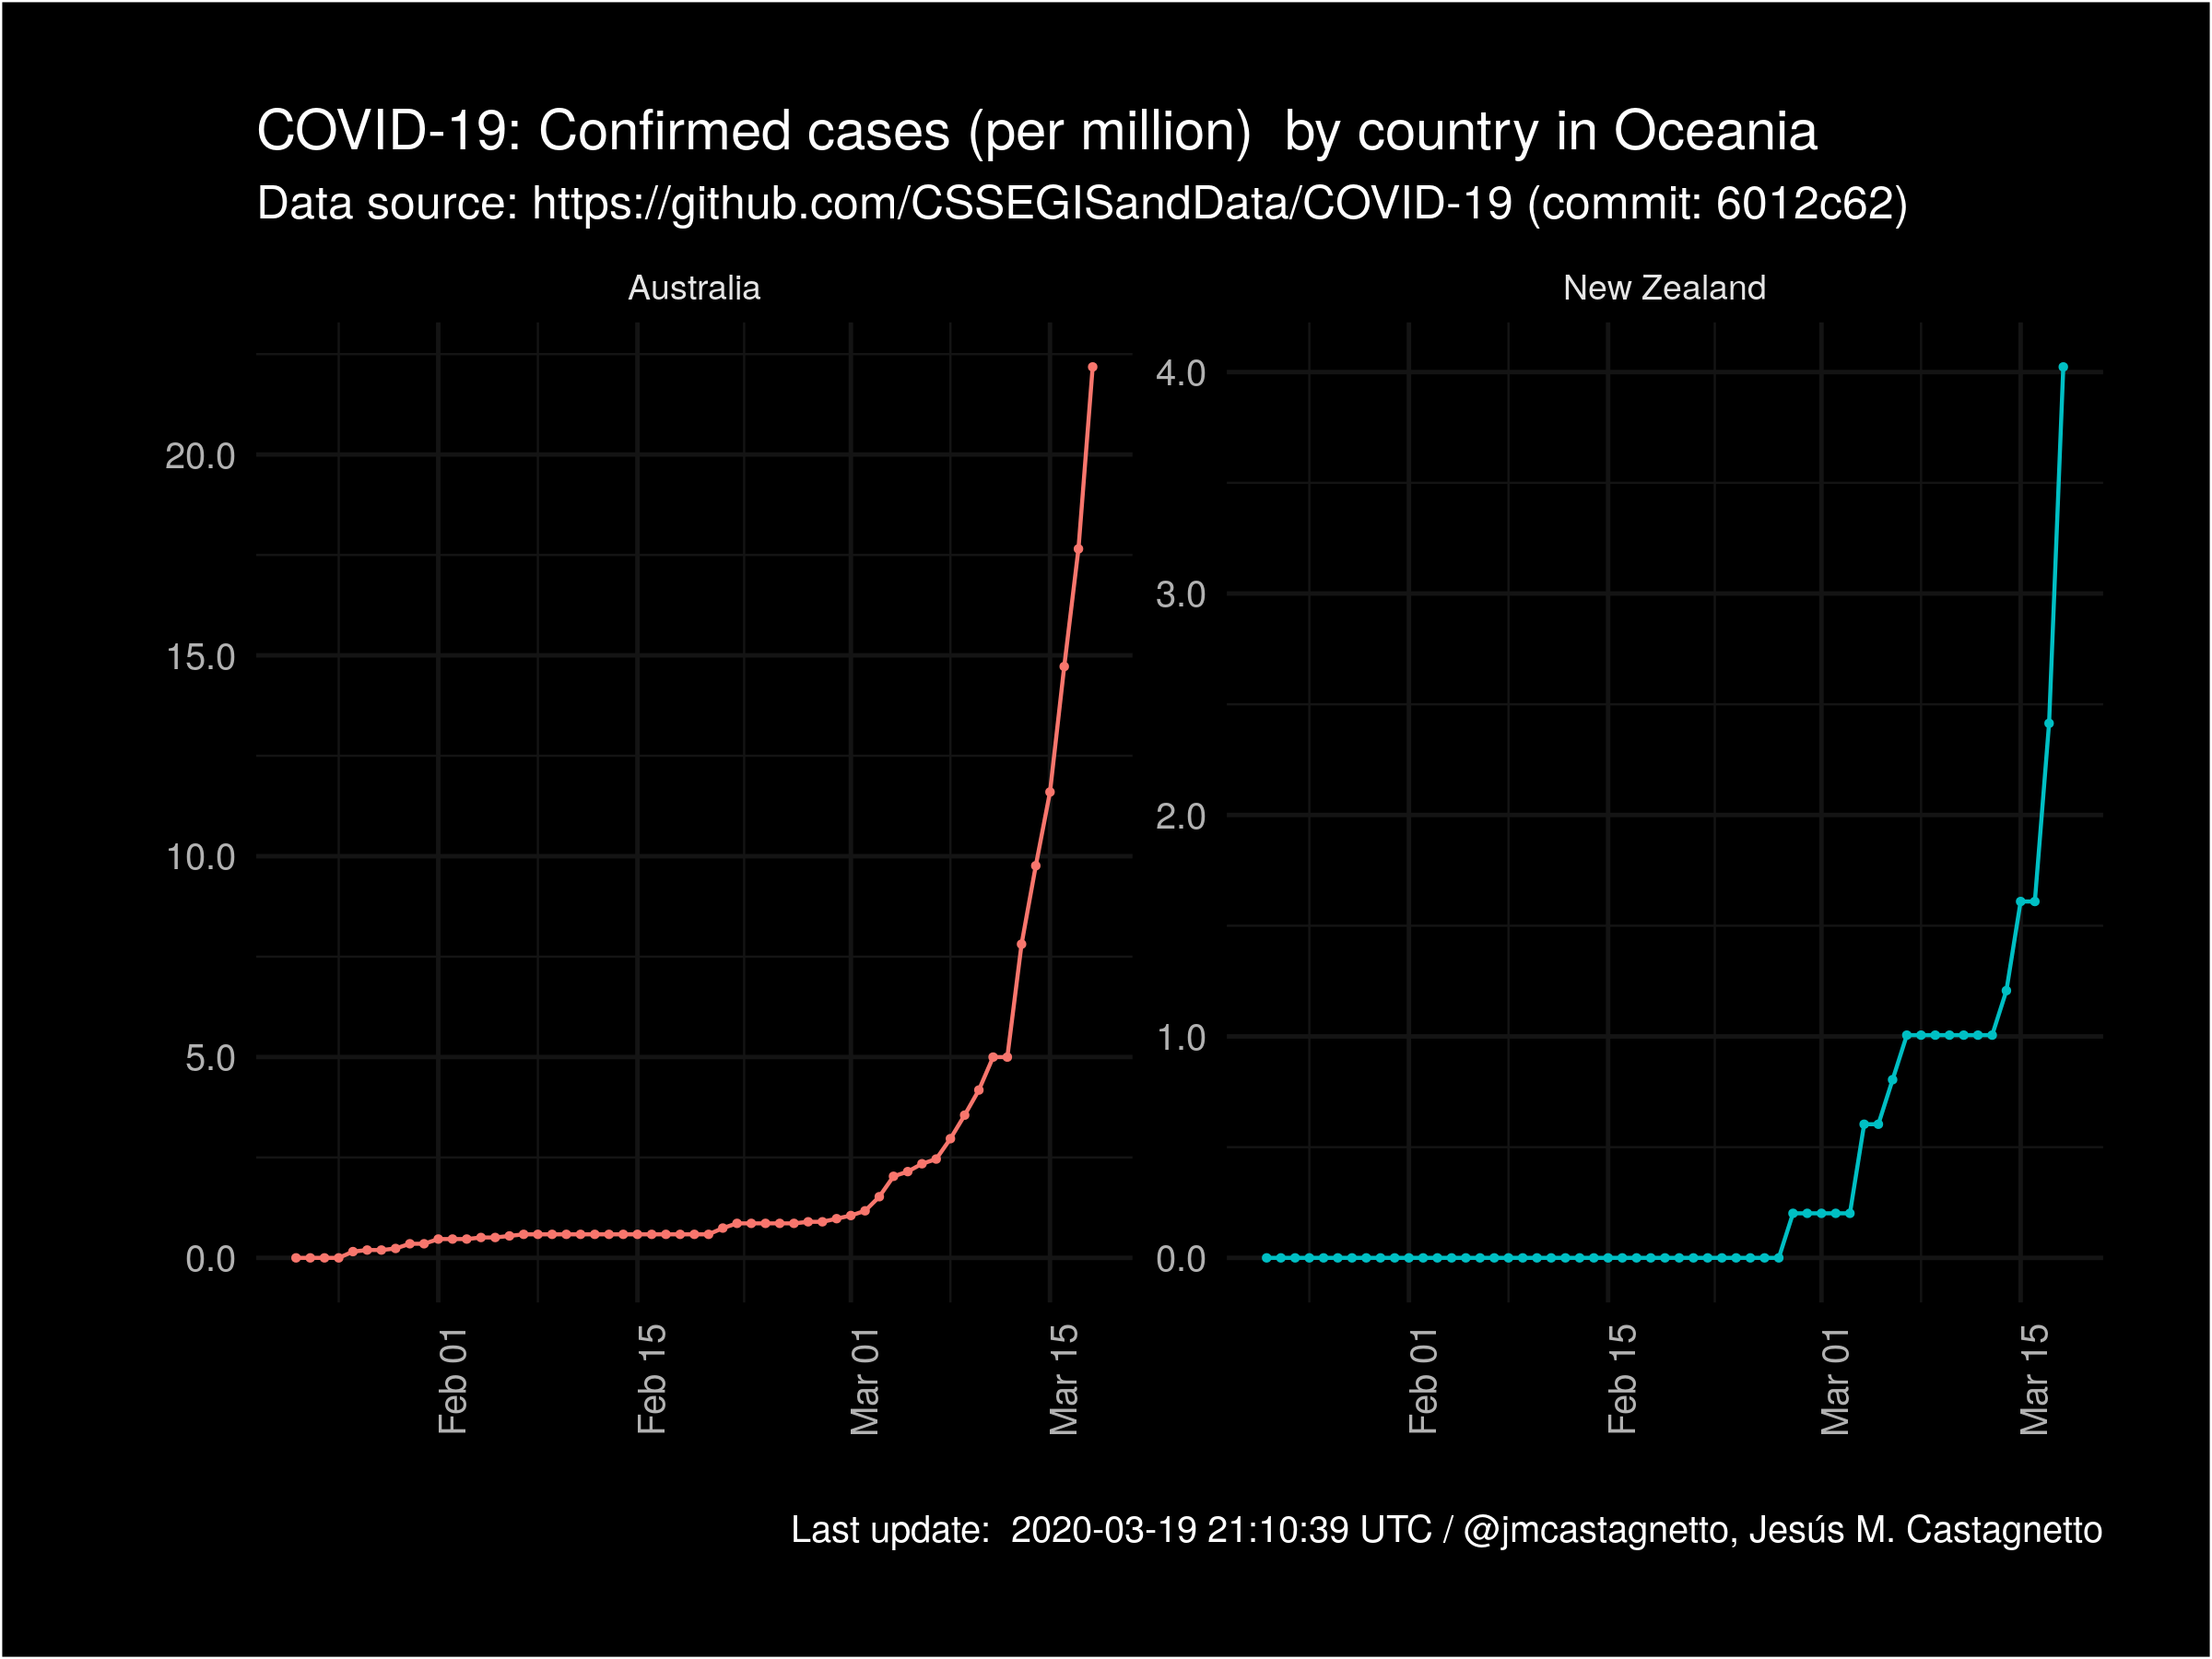 COVID-19: Confirmed cases (per million)  by country in Oceania
Data source: https://github.com/CSSEGISandData/COVID-19 (commit: 6012c62)
Australia
20.0
15.0
10.0
5.0
0.0
Feb 01
Feb 15
Mar 01
Mar 15
New Zealand
4.0
3.0
2.0
1.0
0.0
Feb 01
Feb 15
Mar 01
Mar 15
Last update:  2020-03-19 21:10:39 UTC / @jmcastagnetto, Jesús M. Castagnetto